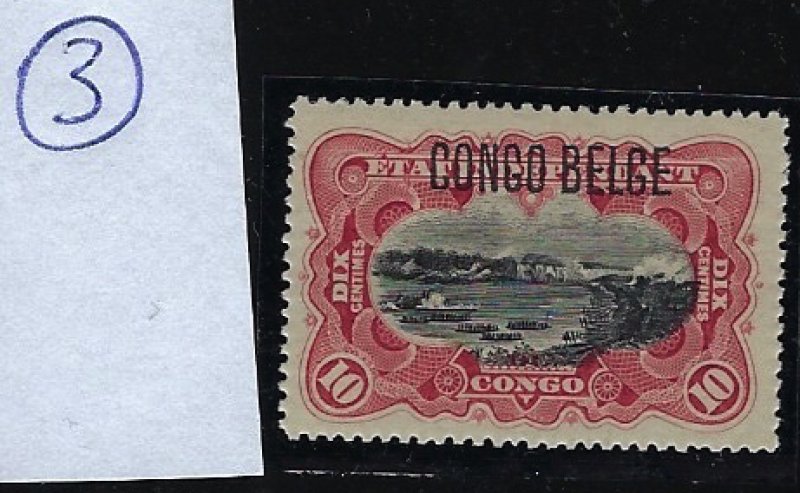 3
CONGO BELGE
DIX
CENTIMES
DIX
CENTIMES
10
CONGO
10